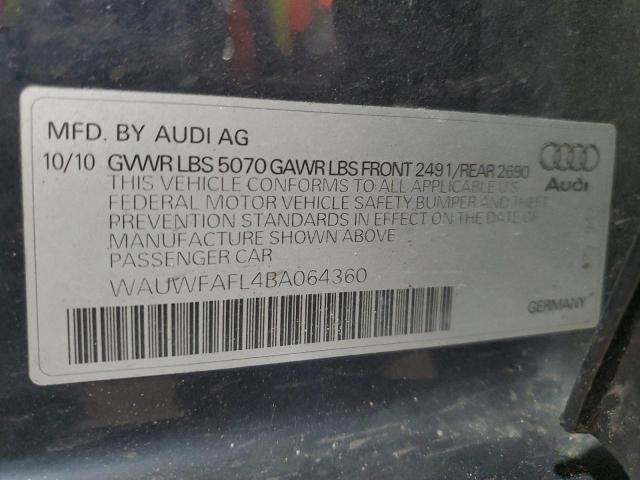 MFD. BY AUDI AG
10/10 GVWR LBS 5070 GAWR LBS FRONT 2491/REAR 2690
THIS VEHICLE CONFORMS TO ALL APPLICABLE U.S.
FEDERAL MOTOR VEHICLE SAFETY, BUMPER AND THEFT
PREVENTION STANDARDS IN EFFECT ON THE DATE OF
MANUFACTURE SHOWN ABOVE
PASSENGER CAR
WAUWFAFL4BA064360
Audi
GERMANY